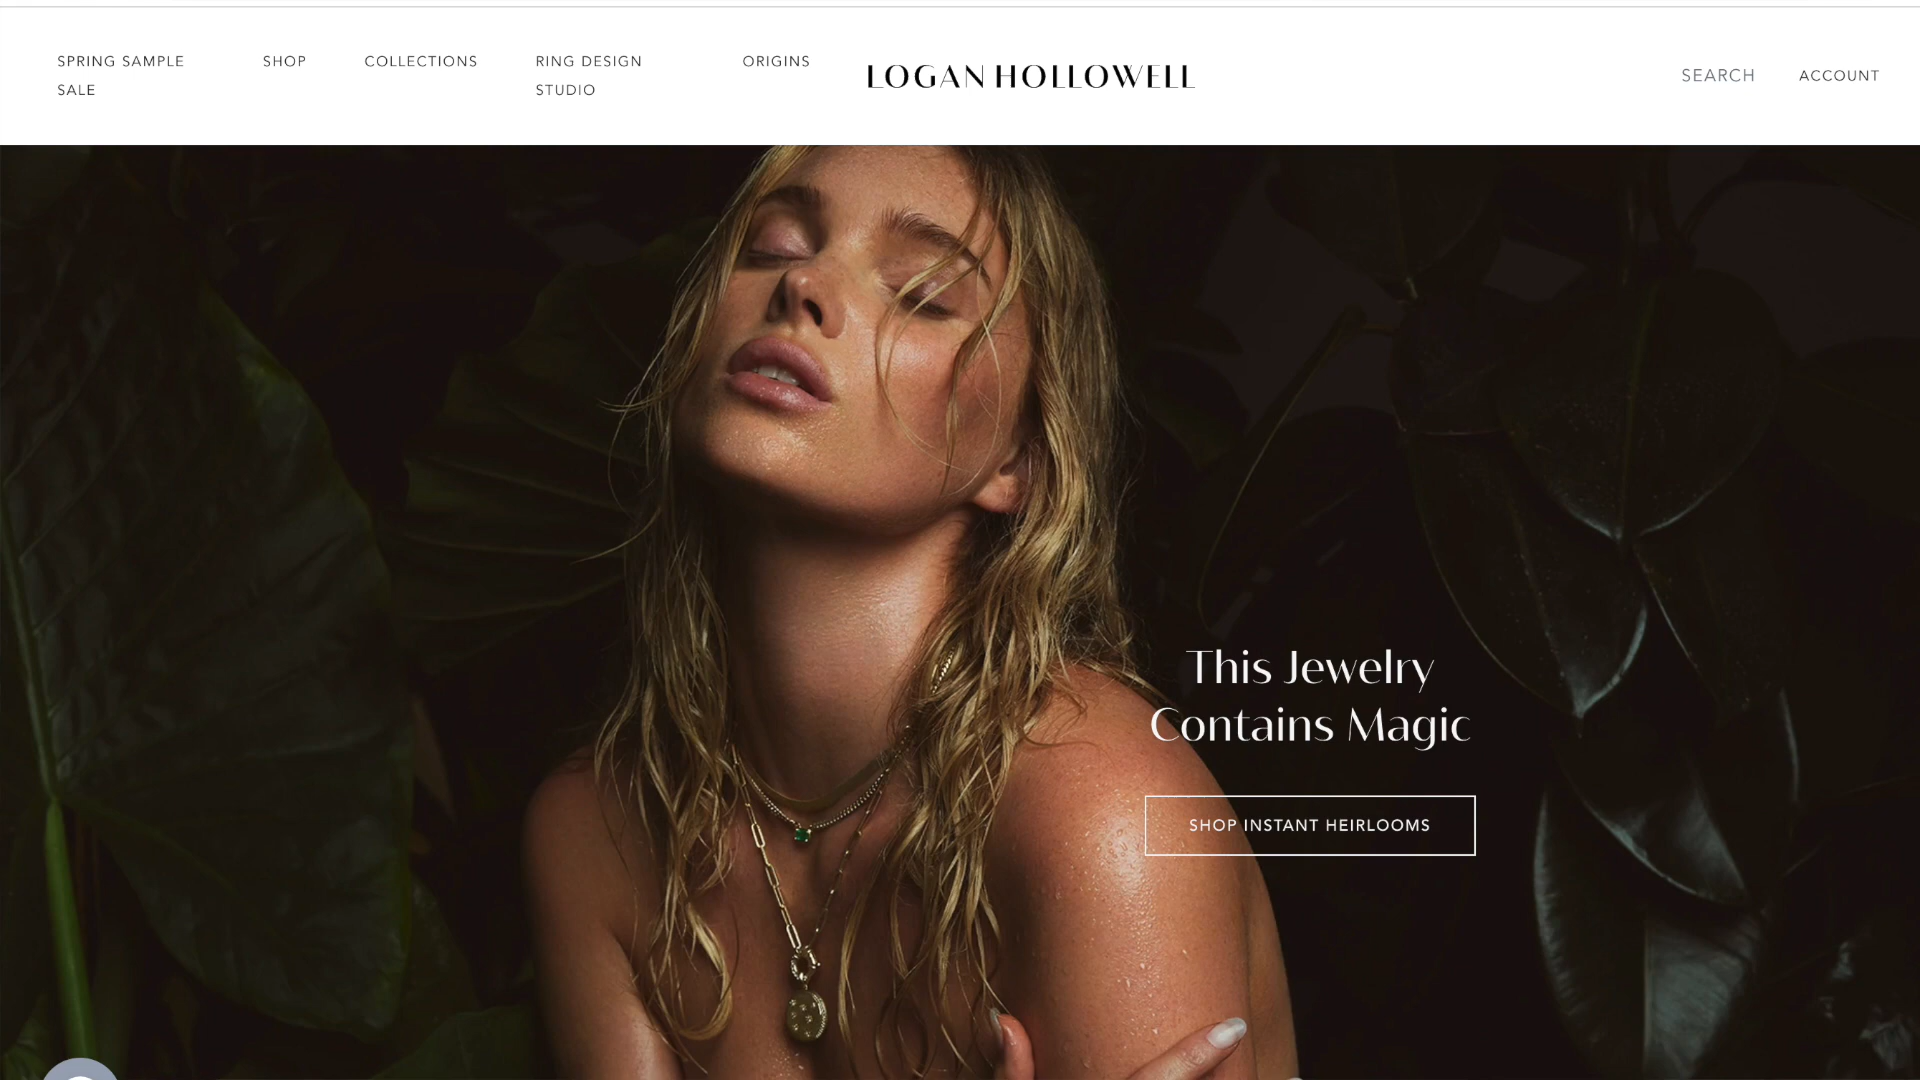 SPRING SAMPLE
SALE
SHOP
COLLECTIONS
RING DESIGN
STUDIO
ORIGINS
LOGAN HOLLOWELL
SEARCH
ACCOUNT
This Jewelry
Contains Magic
SHOP INSTANT HEIRLOOMS